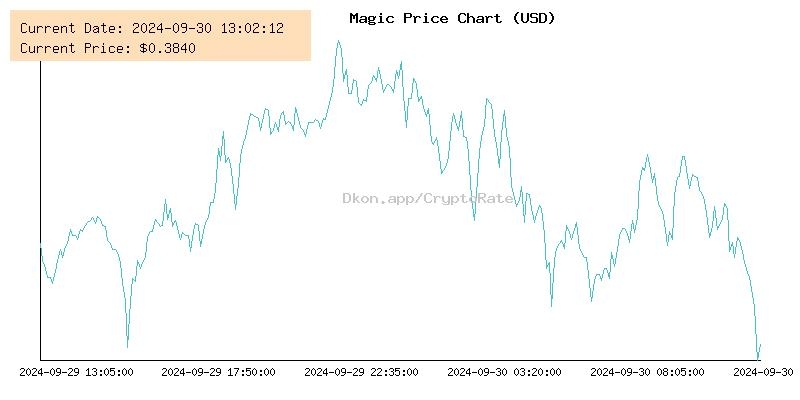 Magic Price Chart (USD)
Current Date: 2024-09-30 13:02:12
Current Price: $0.3840
Dkon.app/CryptoRate
2024-09-29 13:05:00
2024-09-29 17:50:00
2024-09-29 22:35:00
2024-09-30 03:20:00
2024-09-30 08:05:00
2024-09-30